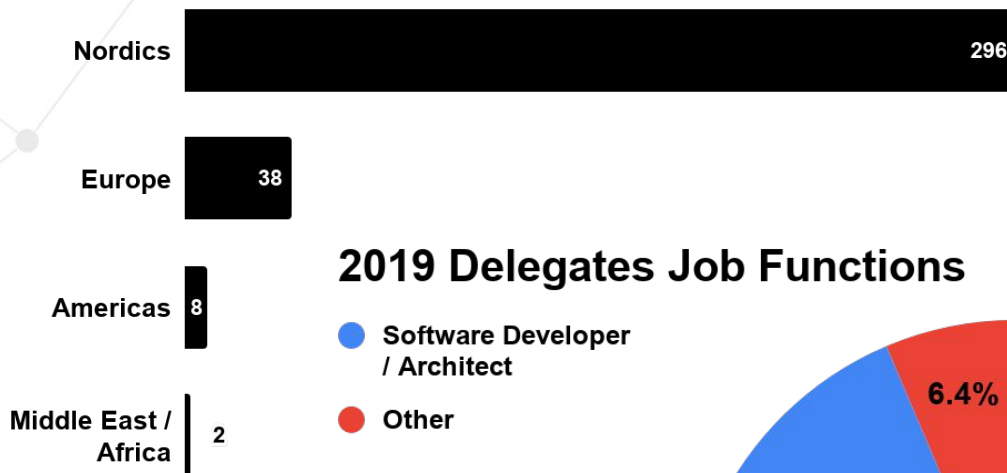 Nordics
296
Europe
38
2019 Delegates Job Functions
Americas
8
Software Developer
/ Architect
6.4%
Other
Middle East /
Africa
2